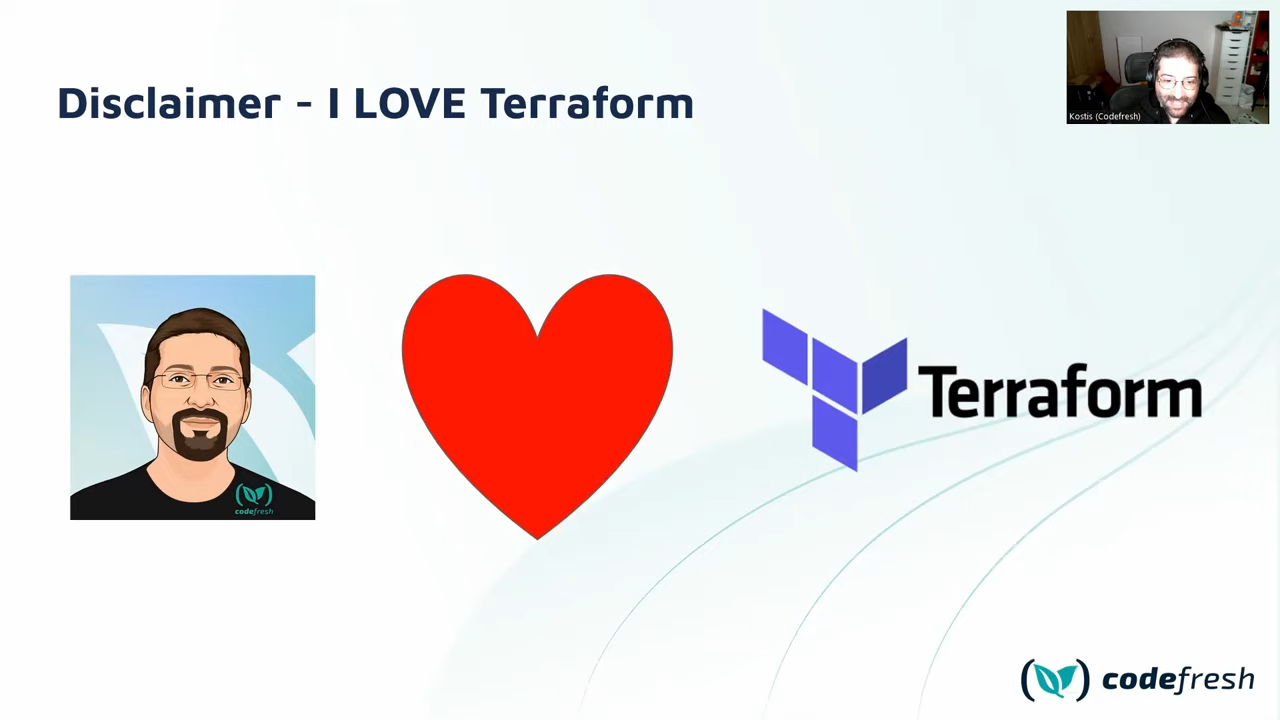 Disclaimer - I LOVE Terraform
Kostis (Codefresh)
Terraform
codefresh
codefresh